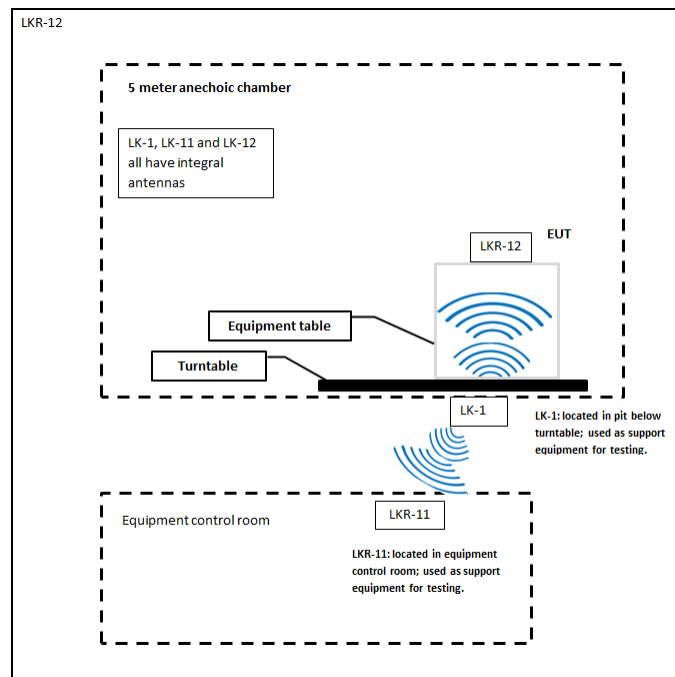 LKR-12
5 meter anechoic chamber
LK-1, LK-11 and LK-12
all have integral
antennas
EUT
LKR-12
Equipment table
Turntable
LK-1
LK-1: located in pit below
turntable; used as support
equipment for testing.
Equipment control room
LKR-11
LKR-11: located in equipment
control room; used as support
equipment for testing.